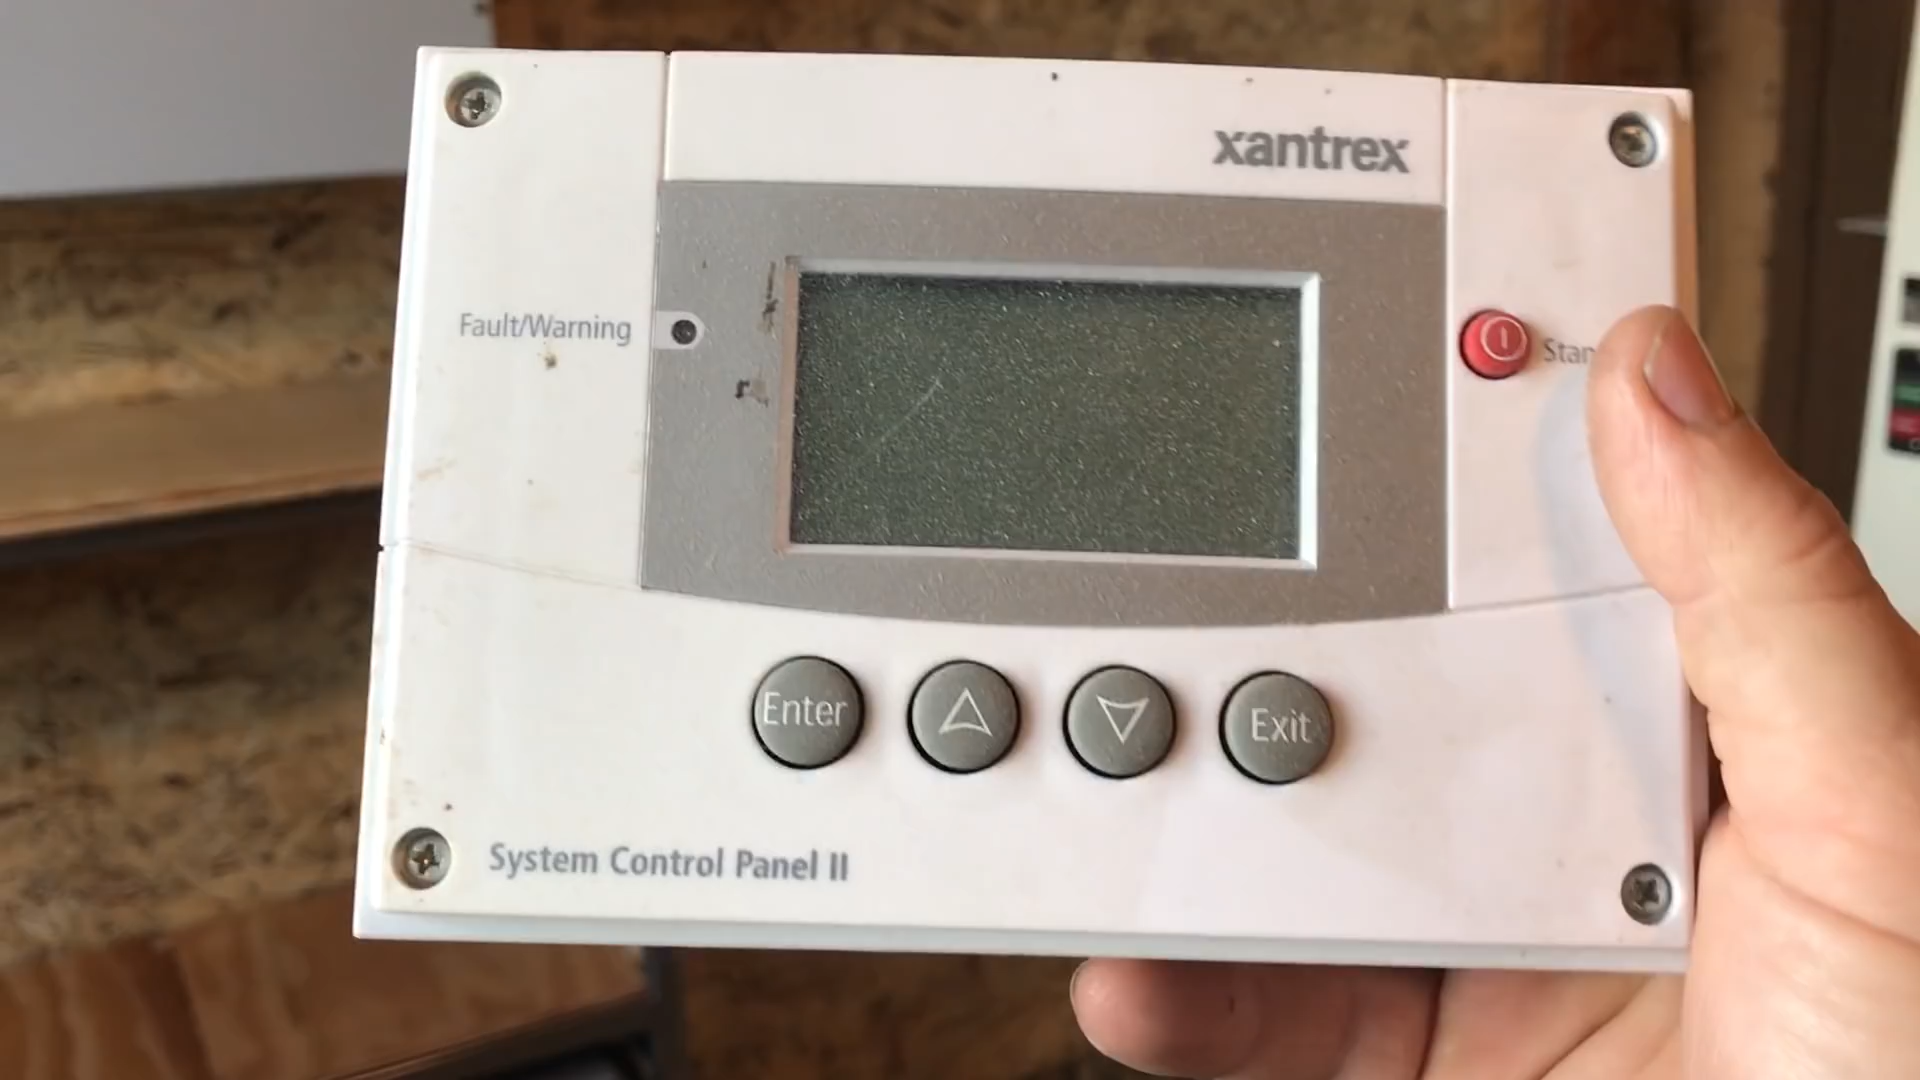 xantrex
Fault/Warning
Enter
Exit
System Control Panel II